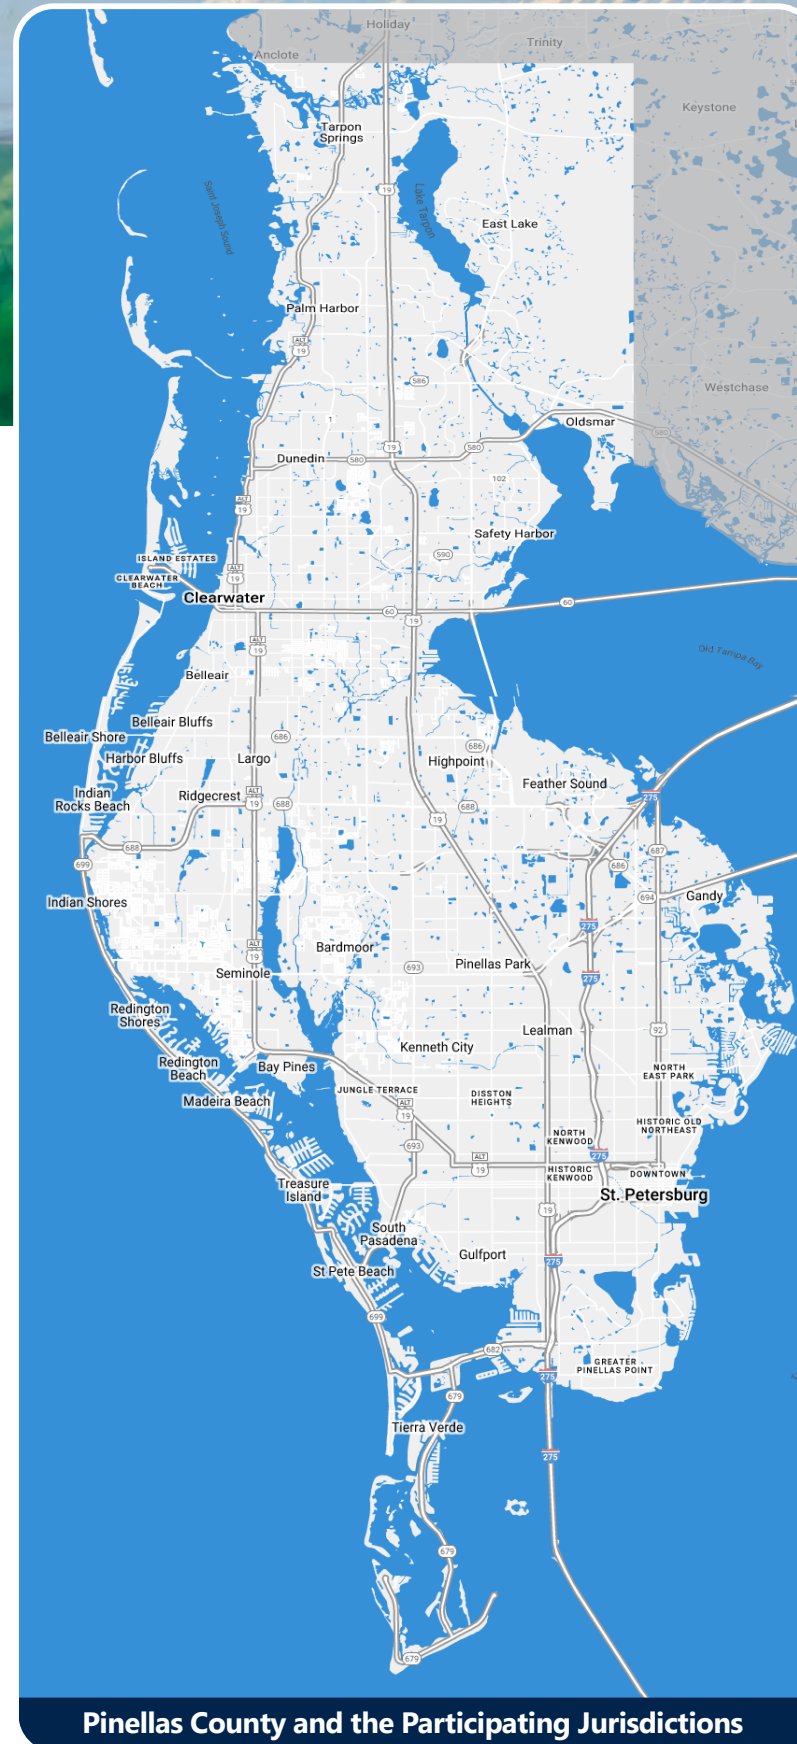 Holiday
Trinity
Anclote
Keystone
Tarpon
Springs
19
Saint Joseph Sound
Lake Tarpon
East Lake
Palm Harbor
ALT
19
586
Westchase
1
Oldsmar
580
19
580
Dunedin
580
102
ALT
19
Safety Harbor
590
ISLAND ESTATES
CLEARWATER
BEACH
ALT
19
Clearwater
60
60
19
ALT
19
Old Tampa Bay
Belleair
Belleair Bluffs
Belleair Shore
686
686
Harbor Bluffs
Largo
Highpoint
Feather Sound
Indian
Rocks Beach
Ridgecrest
ALT
19
688
688
275
19
688
699
687
686
Indian Shores
694
Gandy
275
ALT
19
Bardmoor
Seminole
693
Pinellas Park
275
Redington
Shores
Lealman
92
Kenneth City
Redington
Beach
Bay Pines
NORTH
EAST PARK
Madeira Beach
JUNGLE TERRACE
DISSTON
HEIGHTS
ALT
19
HISTORIC OLD
NORTHEAST
NORTH
KENWOOD
693
275
ALT
19
HISTORIC
KENWOOD
DOWNTOWN
Treasure
Island
St. Petersburg
19
South
Pasadena
Gulfport
275
St Pete Beach
699
682
GREATER
PINELLAS POINT
275
679
Tierra Verde
275
679
679
Pinellas County and the Participating Jurisdictions